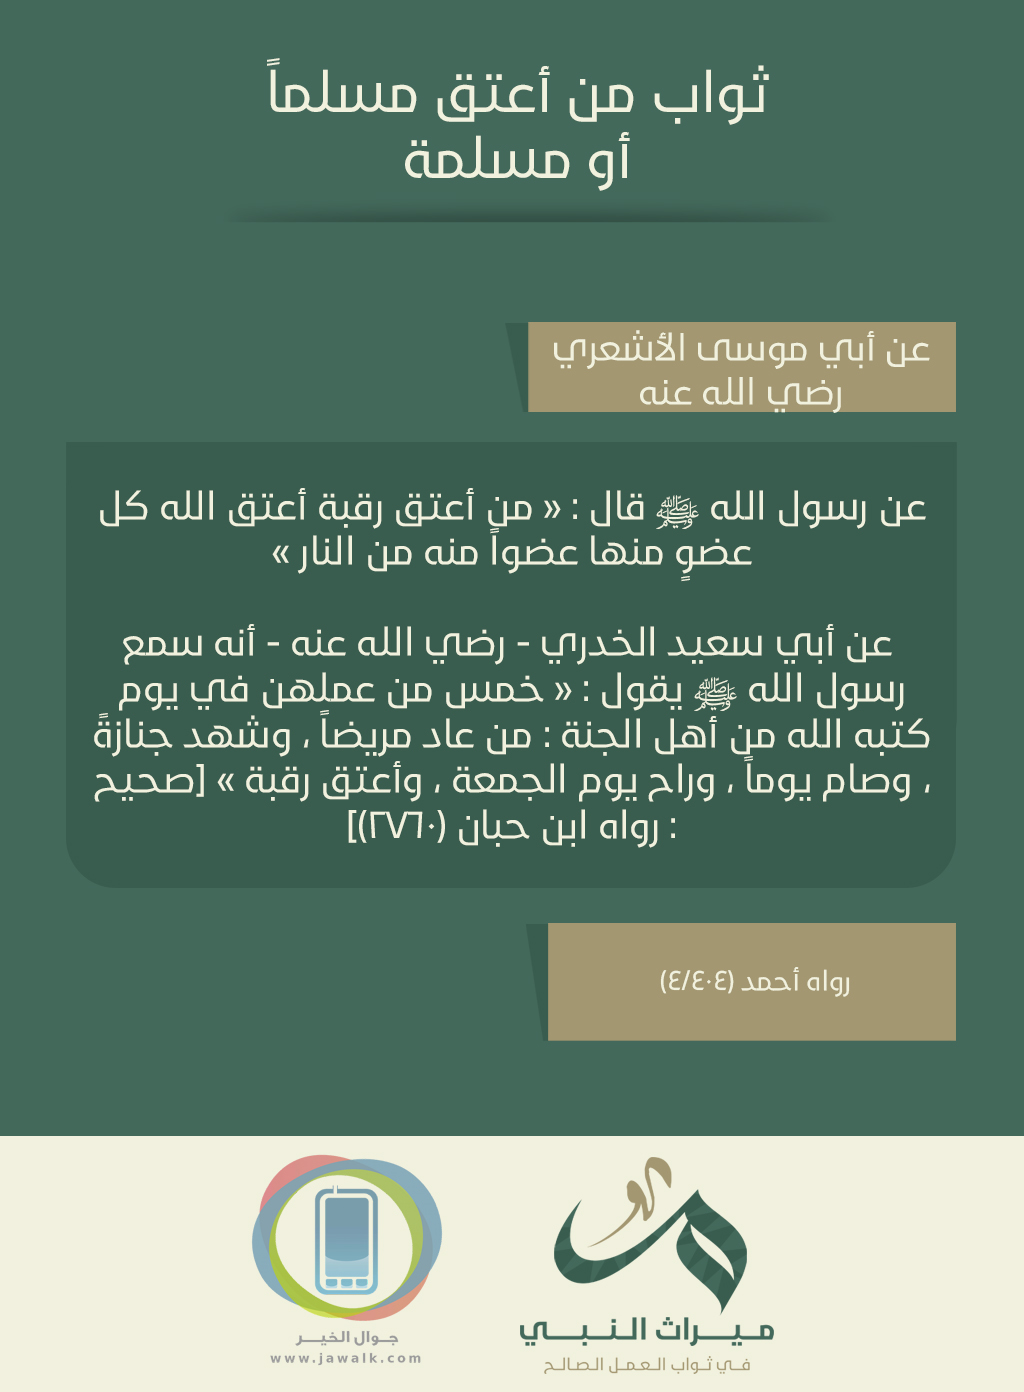 ثواب من أعتق مسلماً
أو مسلمة
عن أبي موسى الأشعري
رضي الله عنه
عن رسول الله ﷺ قال : « من أعتق رقبة أعتق الله كل
عضوٍ منها عضواً منه من النار »
عن أبي سعيد الخدري - رضي الله عنه - أنه سمع
رسول الله ﷺ يقول : « خمس من عملهن في يوم
كتبه الله من أهل الجنة : من عاد مريضاً ، وشهد جنازةً
، وصام يوماً ، وراح يوم الجمعة ، وأعتق رقبة » [صحيح
: رواه ابن حبان (٢٧٦٠)]
رواه أحمد (٤/٤٠٤)
ميراث النبي
في ثواب العمل الصالح
جوال الخير
www.jawalk.com